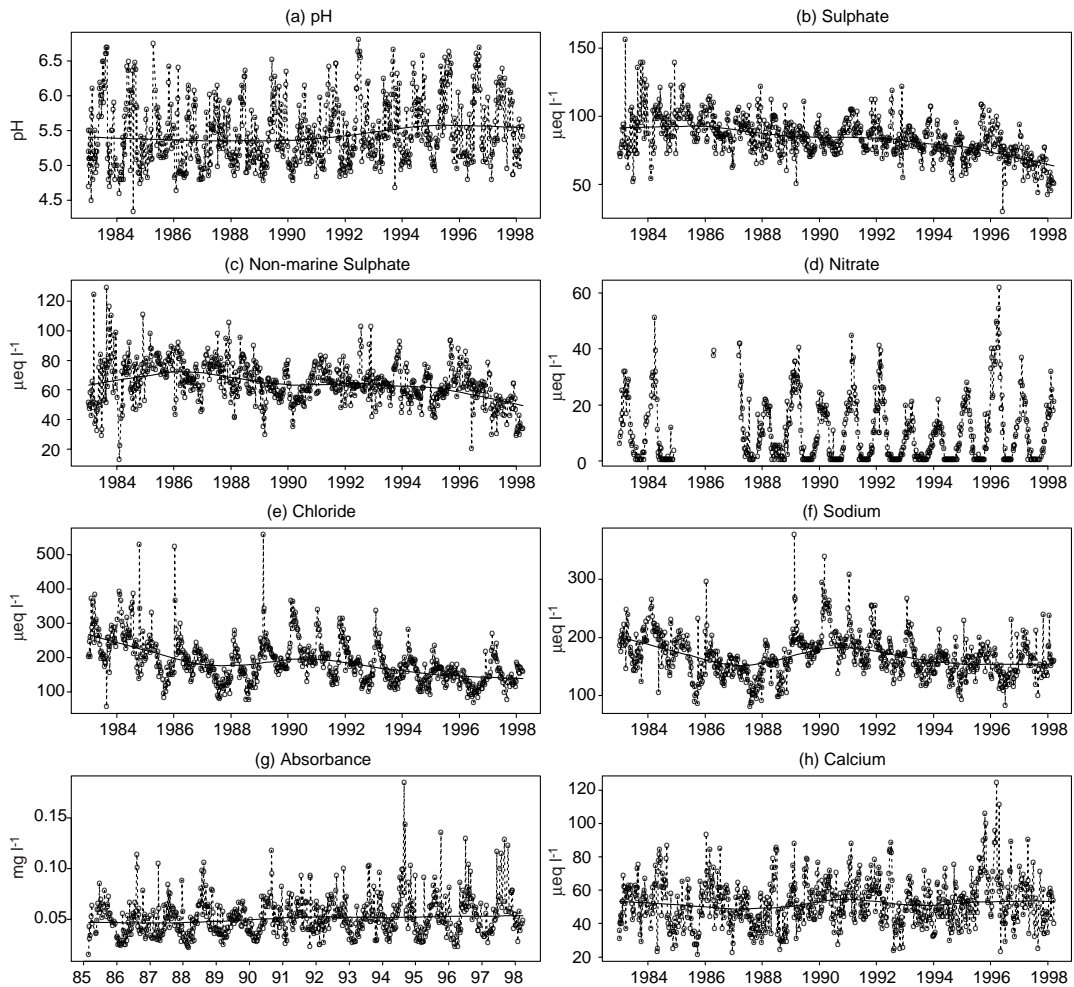 (a) pH
pH
6.5
6.0
5.5
5.0
4.5
1984 1986 1988 1990 1992 1994 1996 1998
(b) Sulphate
µeq l-1
150
100
50
1984 1986 1988 1990 1992 1994 1996 1998
(c) Non-marine Sulphate
µeq l-1
120
100
80
60
40
20
1984 1986 1988 1990 1992 1994 1996 1998
(d) Nitrate
µeq l-1
60
40
20
0
1984 1986 1988 1990 1992 1994 1996 1998
(e) Chloride
µeq l-1
500
400
300
200
100
1984 1986 1988 1990 1992 1994 1996 1998
(f) Sodium
µeq l-1
300
200
100
1984 1986 1988 1990 1992 1994 1996 1998
(g) Absorbance
mg l-1
0.15
0.10
0.05
85 86 87 88 89 90 91 92 93 94 95 96 97 98
(h) Calcium
µeq l-1
120
100
80
60
40
20
1984 1986 1988 1990 1992 1994 1996 1998